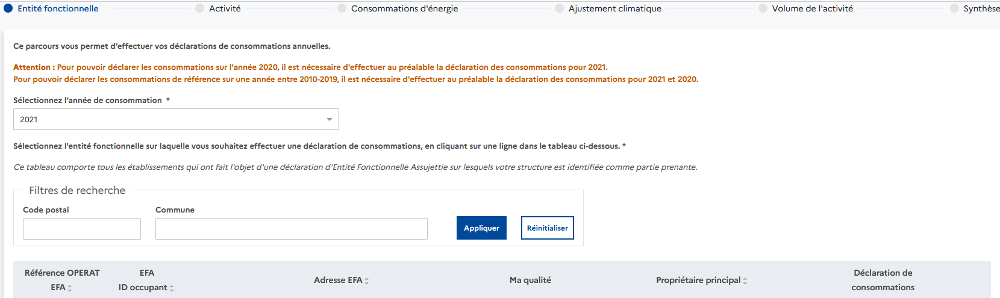 Entité fonctionnelle
Activité
Consommations d'énergie
Ajustement climatique
Volume de l'activité
Synthèse
Ce parcours vous permet d’effectuer vos déclarations de consommations annuelles.
Attention : Pour pouvoir déclarer les consommations sur l'année 2020, il est nécessaire d'effectuer au préalable la déclaration des consommations pour 2021.
Pour pouvoir déclarer les consommations de référence sur une année entre 2010-2019, il est nécessaire d'effectuer au préalable la déclaration des consommations pour 2021 et 2020.
Sélectionnez l’année de consommation *
2021
Sélectionnez l'entité fonctionnelle sur laquelle vous souhaitez effectuer une déclaration de consommations, en cliquant sur une ligne dans le tableau ci-dessous. *
Ce tableau comporte tous les établissements qui ont fait l'objet d'une déclaration d’Entité Fonctionnelle Assujettie sur lesquels votre structure est identifiée comme partie prenante.
Filtres de recherche
Code postal
Commune
Appliquer
Réinitialiser
Référence OPERAT
EFA
EFA
ID occupant
Adresse EFA
Ma qualité
Propriétaire principal
Déclaration de
consommations